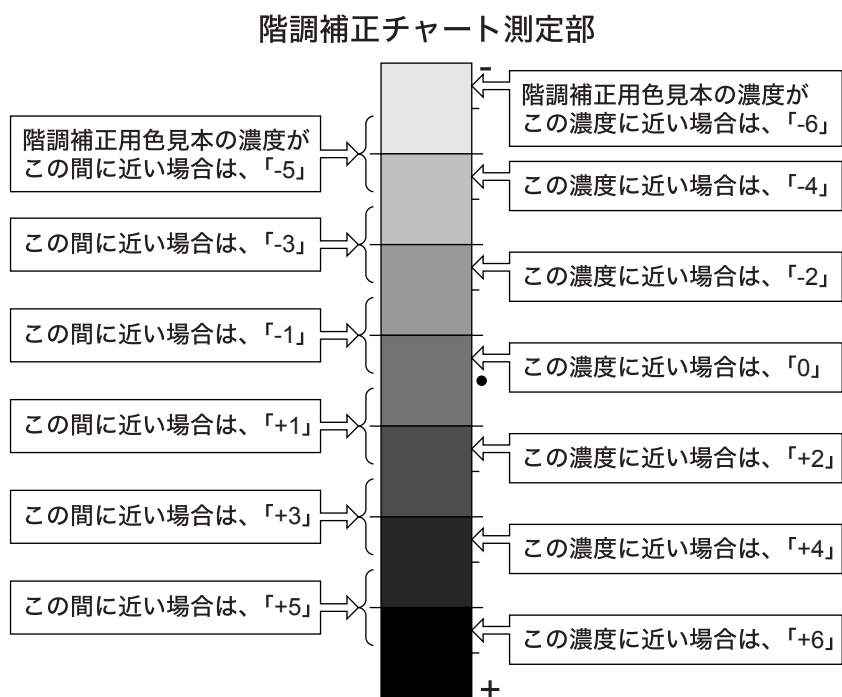 階調補正チャート測定部
-
階調補正用色見本の濃度が
この濃度に近い場合は、「-6」
階調補正用色見本の濃度が
この間に近い場合は、「-5」
この濃度に近い場合は、「-4」
この間に近い場合は、「-3」
この濃度に近い場合は、「-2」
この間に近い場合は、「-1」
この濃度に近い場合は、「0」
この間に近い場合は、「+1」
この濃度に近い場合は、「+2」
この間に近い場合は、「+3」
この濃度に近い場合は、「+4」
この間に近い場合は、「+5」
この濃度に近い場合は、「+6」
+